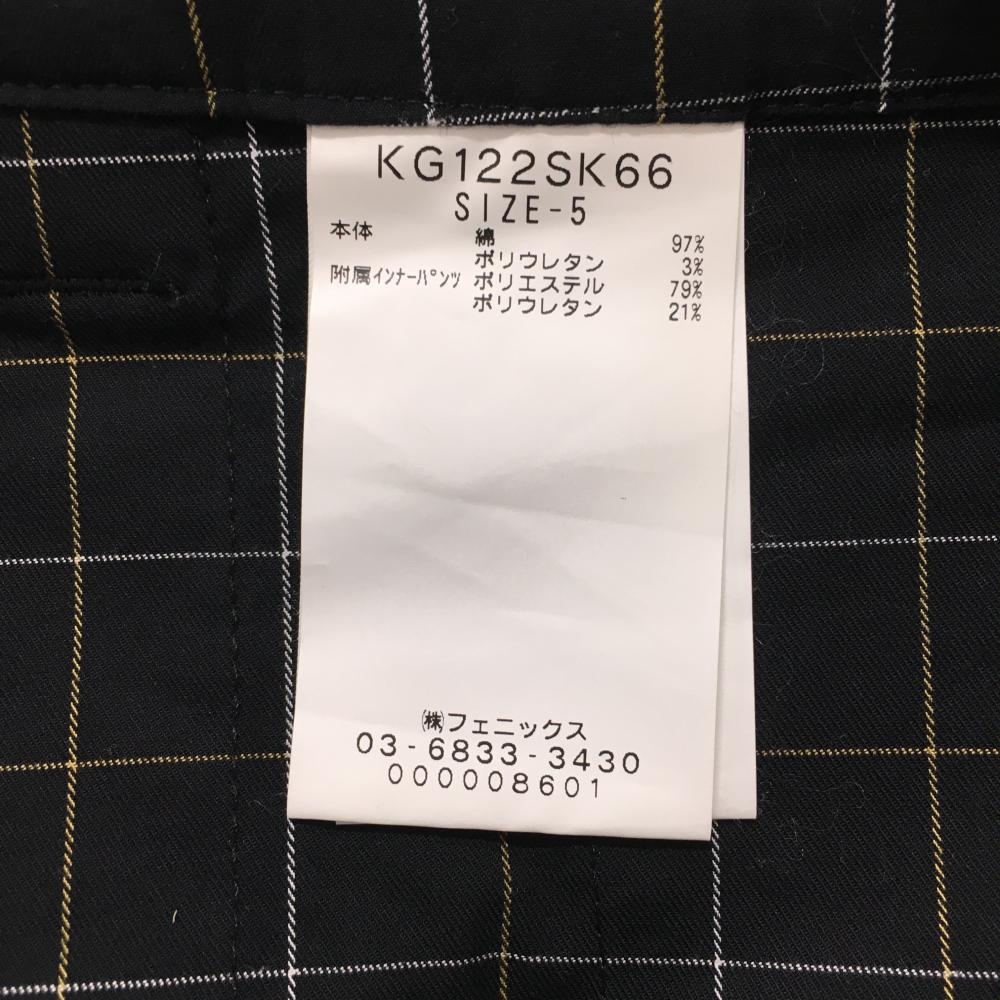 KG122SK66
SIZE-5
本体 綿 97%
ポリウレタン 3%
附属インナーパンツ ポリエステル 79%
ポリウレタン 21%
㈱フェニックス
03-6833-3430
000008601